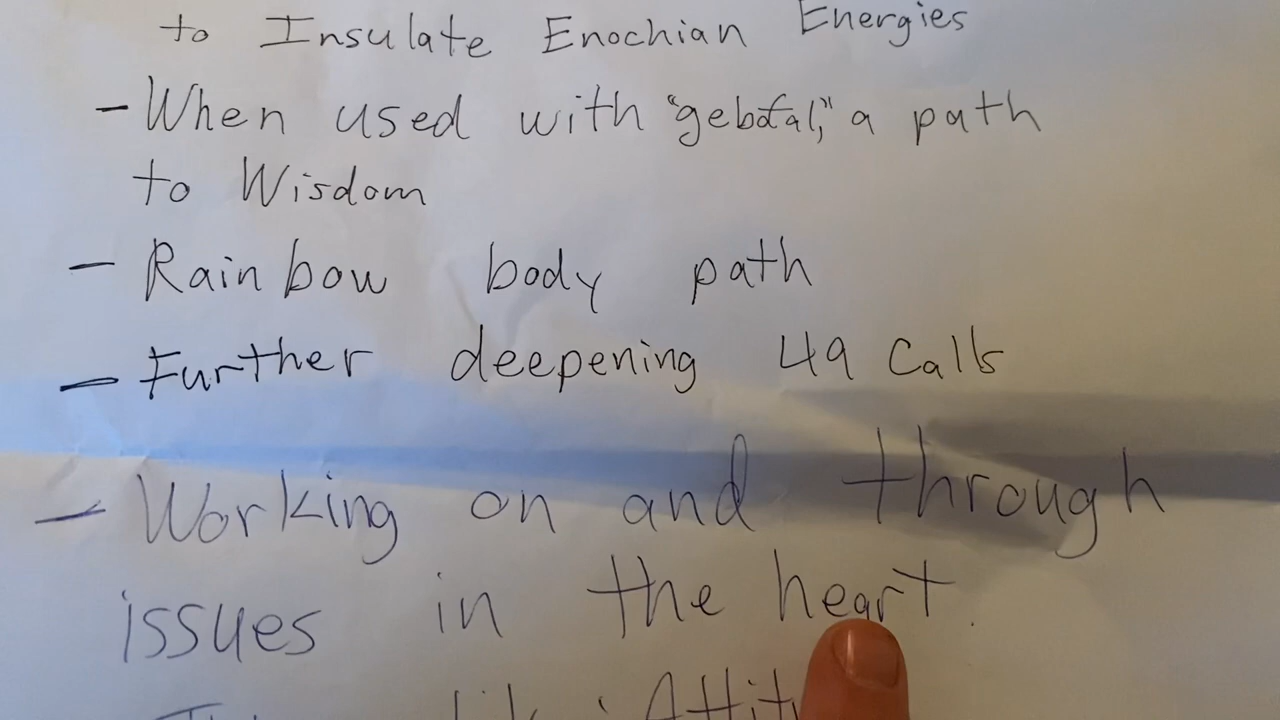 to Insulate Enochian Energies
- When used with "gebofal," a path
to Wisdom
- Rainbow body path
- Further deepening 49 Calls
- Working on and through
issues in the heart.